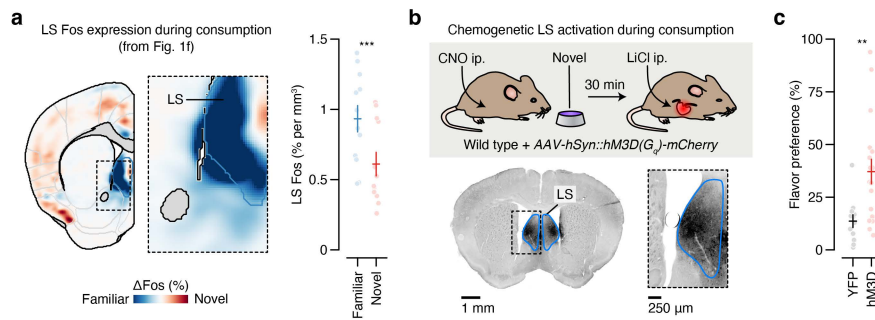 a
LS Fos expression during consumption
(from Fig. 1f)
LS
ΔFos (%)
Familiar
Novel
LS Fos (% per mm³)
1.5
1.0
0.5
0
***
Familiar
Novel
b
Chemogenetic LS activation during consumption
CNO ip.
Novel
LiCl ip.
30 min
Wild type + AAV-hSyn::hM3D(Gq)-mCherry
LS
1 mm
250 µm
c
**
Flavor preference (%)
100
75
50
25
0
YFP
hM3D